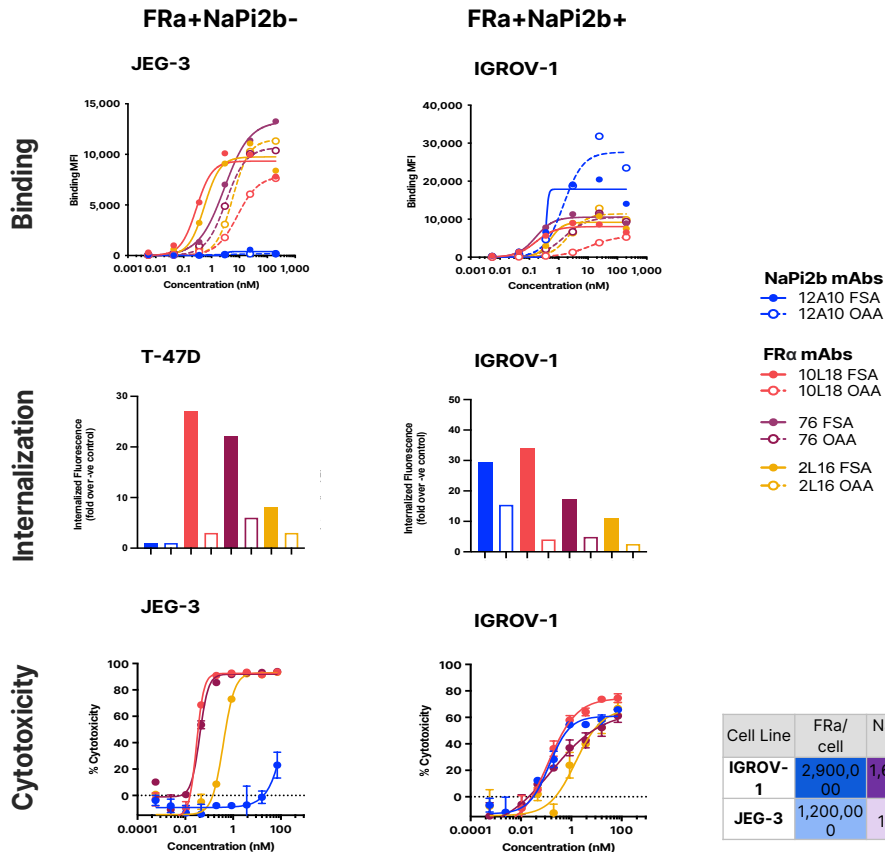 FRa+NaPi2b-
FRa+NaPi2b+
Binding
JEG-3
Binding MFI
15,000
10,000
5,000
0
0.001
0.01
0.1
1
10
100
1,000
Concentration (nM)
IGROV-1
Binding MFI
40,000
30,000
20,000
10,000
0
0.001
0.01
0.1
1
10
100
1,000
Concentration (nM)
NaPi2b mAbs
12A10 FSA
12A10 OAA
FRα mAbs
10L18 FSA
10L18 OAA
76 FSA
76 OAA
2L16 FSA
2L16 OAA
Internalization
T-47D
Internalized Fluorescence
(fold over -ve control)
30
20
10
0
IGROV-1
Internalized Fluorescence
(fold over -ve control)
50
40
30
20
10
0
Cytotoxicity
JEG-3
% Cytotoxicity
100
80
60
40
20
0
0.0001
0.01
1
100
Concentration (nM)
IGROV-1
% Cytotoxicity
100
80
60
40
20
0
0.0001
0.01
1
100
Concentration (nM)
Cell Line
FRa/
cell
N
IGROV-
1
2,900,0
00
1,6
JEG-3
1,200,00
0
1